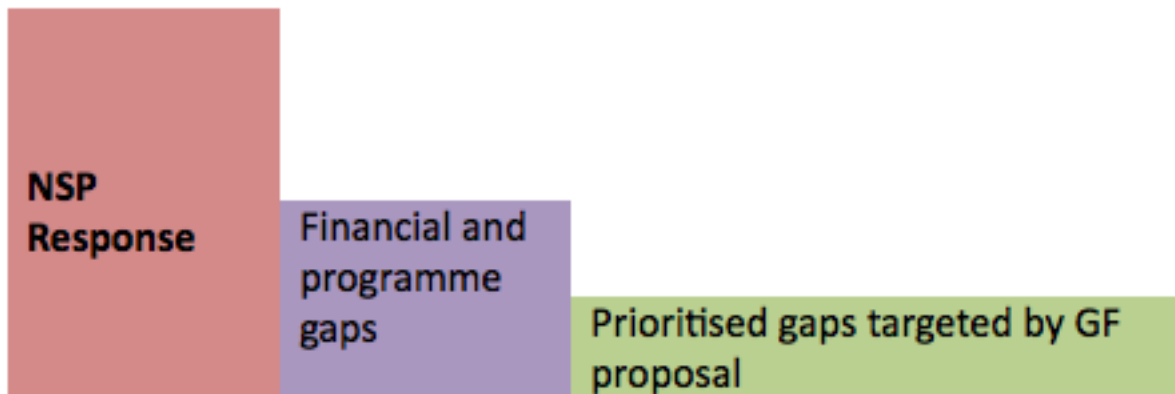 NSP
Response
Financial and
programme
gaps
Prioritised gaps targeted by GF
proposal